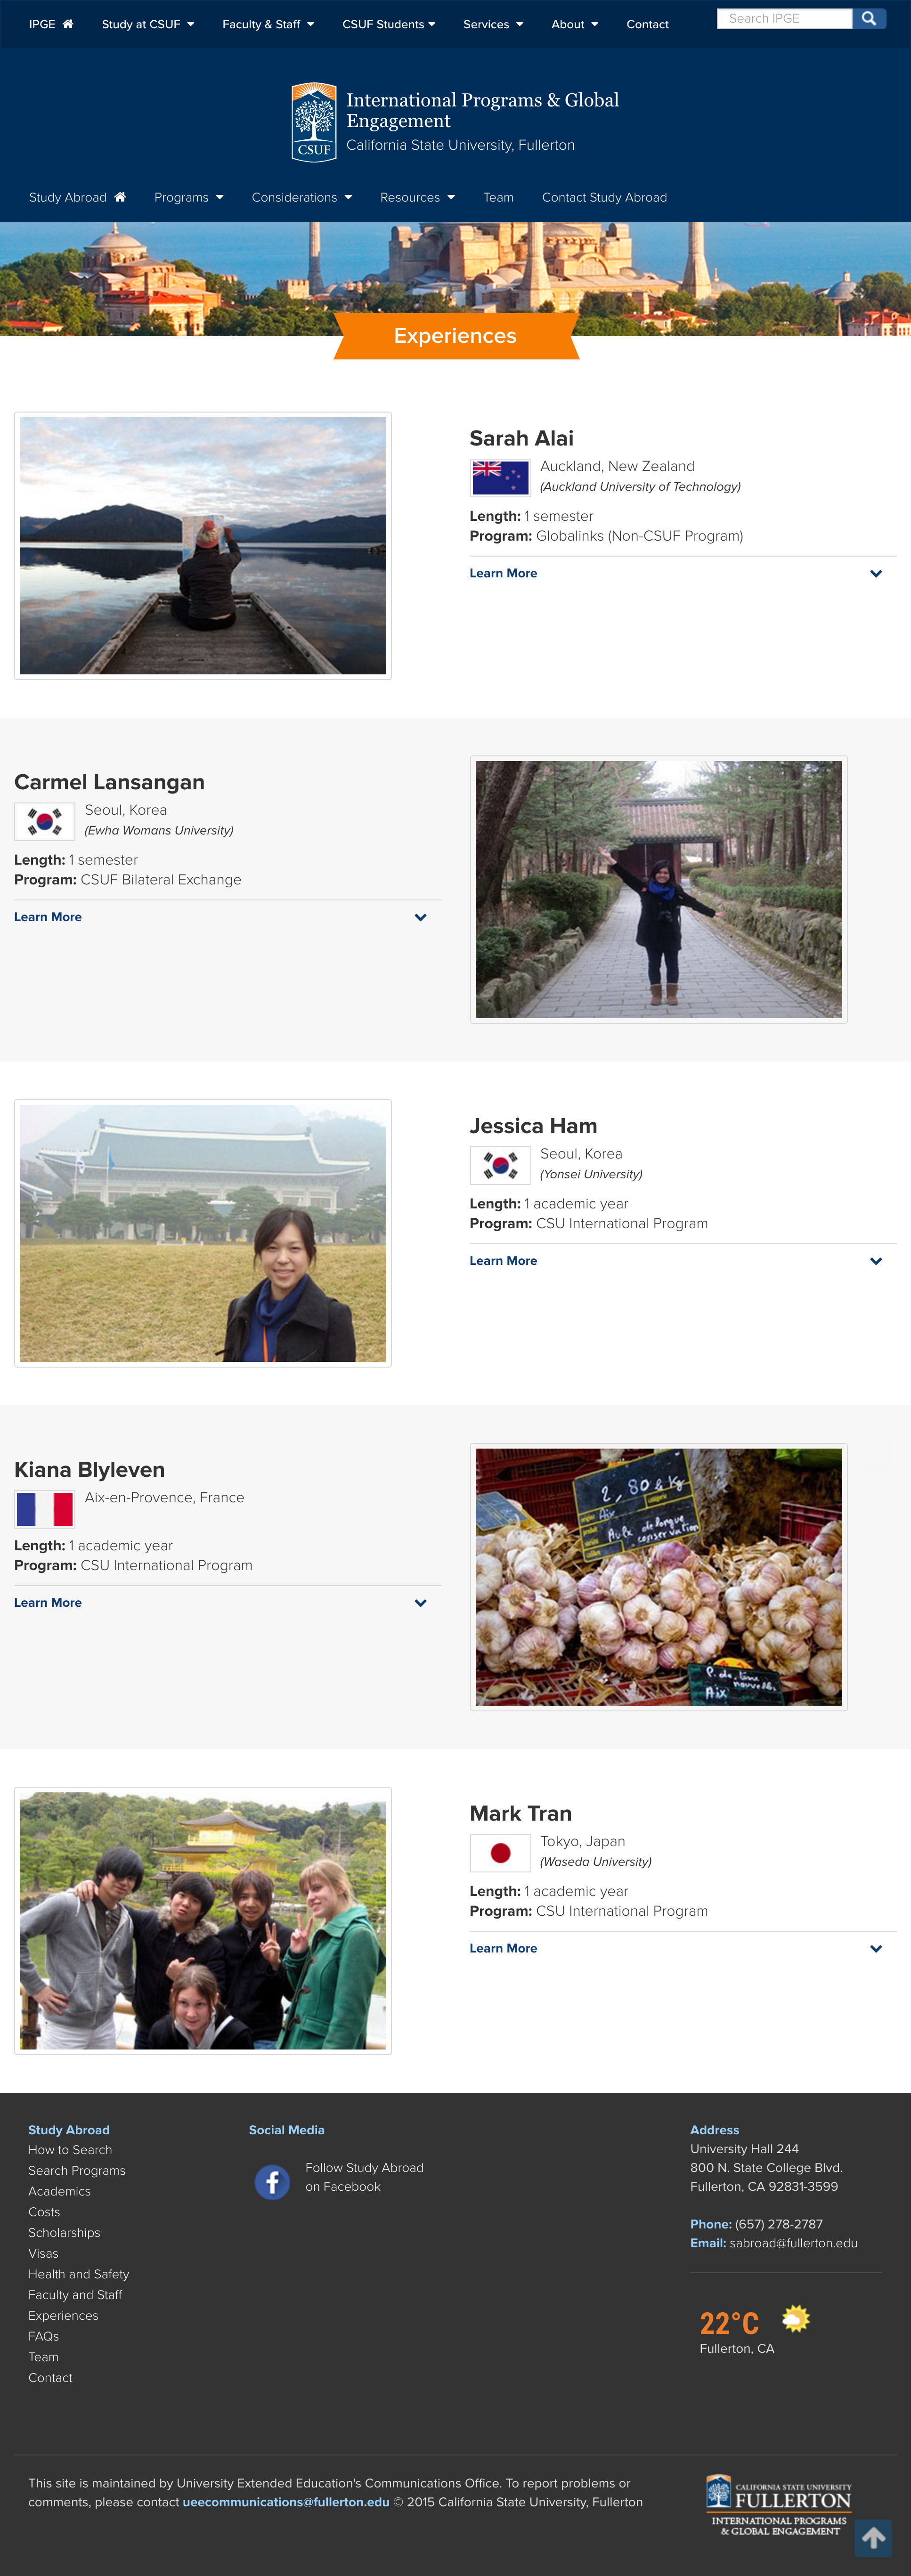 IPGE
Study at CSUF
Faculty & Staff
CSUF Students
Services
About
Contact
Search IPGE
CSUF
International Programs & Global
Engagement
California State University, Fullerton
Study Abroad
Programs
Considerations
Resources
Team
Contact Study Abroad
Experiences
Sarah Alai
Auckland, New Zealand
(Auckland University of Technology)
Length: 1 semester
Program: Globalinks (Non-CSUF Program)
Learn More
Carmel Lansangan
Seoul, Korea
(Ewha Womans University)
Length: 1 semester
Program: CSUF Bilateral Exchange
Learn More
Jessica Ham
Seoul, Korea
(Yonsei University)
Length: 1 academic year
Program: CSU International Program
Learn More
Kiana Blyleven
Aix-en-Provence, France
Length: 1 academic year
Program: CSU International Program
Learn More
2,80 € Kg
Aix
conservation
Aix
Mark Tran
Tokyo, Japan
(Waseda University)
Length: 1 academic year
Program: CSU International Program
Learn More
Study Abroad
How to Search
Search Programs
Academics
Costs
Scholarships
Visas
Health and Safety
Faculty and Staff
Experiences
FAQs
Team
Contact
Social Media
Follow Study Abroad
on Facebook
Address
University Hall 244
800 N. State College Blvd.
Fullerton, CA 92831-3599
Phone: (657) 278-2787
Email: sabroad@fullerton.edu
22°C
Fullerton, CA
This site is maintained by University Extended Education's Communications Office. To report problems or
comments, please contact ueecommunications@fullerton.edu © 2015 California State University, Fullerton
CALIFORNIA STATE UNIVERSITY
FULLERTON
INTERNATIONAL PROGRAMS
& GLOBAL ENGAGEMENT